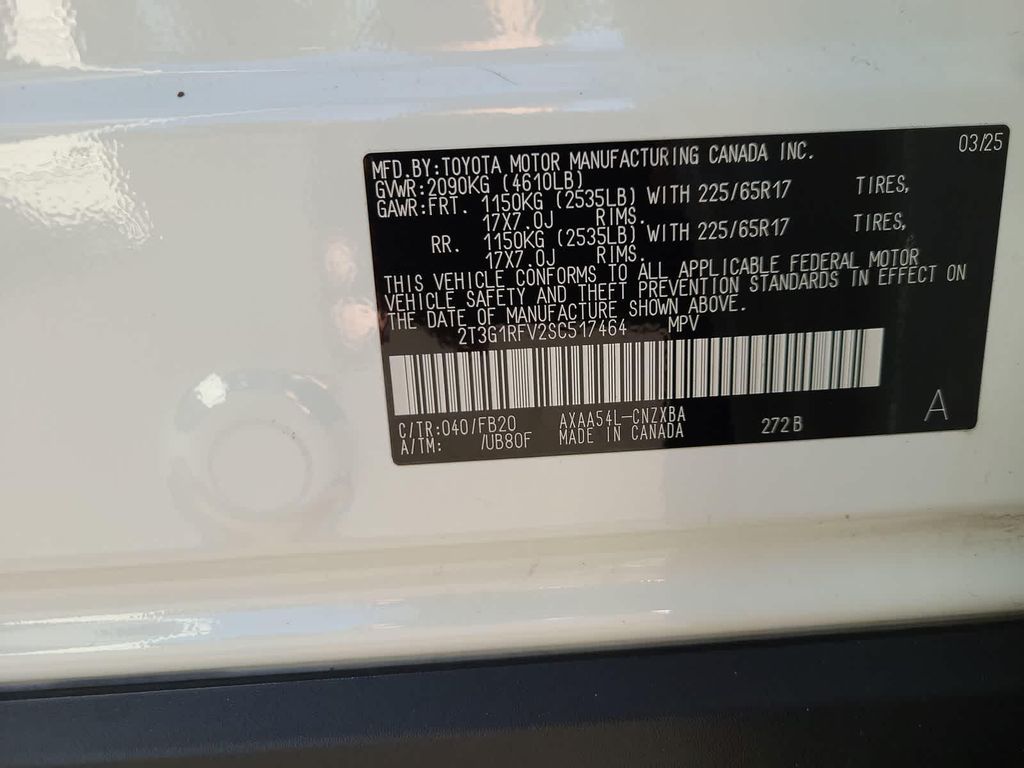 03/25
MFD.BY:TOYOTA MOTOR MANUFACTURING CANADA INC.
GVWR:2090KG (4610LB)
GAWR:FRT. 1150KG (2535LB) WITH 225/65R17 TIRES,
17X7.0J RIMS.
RR. 1150KG (2535LB) WITH 225/65R17 TIRES,
17X7.0J RIMS.
THIS VEHICLE CONFORMS TO ALL APPLICABLE FEDERAL MOTOR
VEHICLE SAFETY AND THEFT PREVENTION STANDARDS IN EFFECT ON
THE DATE OF MANUFACTURE SHOWN ABOVE.
2T3G1RFV2SC517464 MPV
C/TR:040/FB20 AXAA54L-CNZXBA 272B A
A/TM: /UB80F MADE IN CANADA